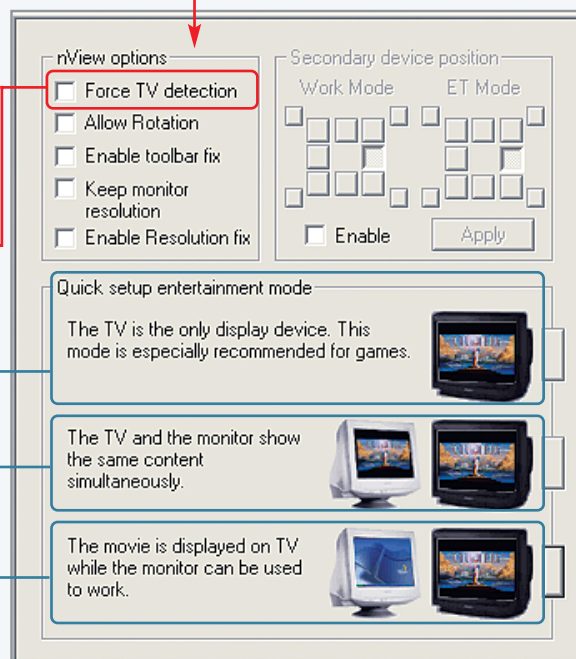 nView options
Force TV detection
Allow Rotation
Enable toolbar fix
Keep monitor
resolution
Enable Resolution fix
Secondary device position
Work Mode ET Mode
Enable Apply
Quick setup entertainment mode
The TV is the only display device. This
mode is especially recommended for games.
The TV and the monitor show
the same content
simultaneously.
The movie is displayed on TV
while the monitor can be used
to work.